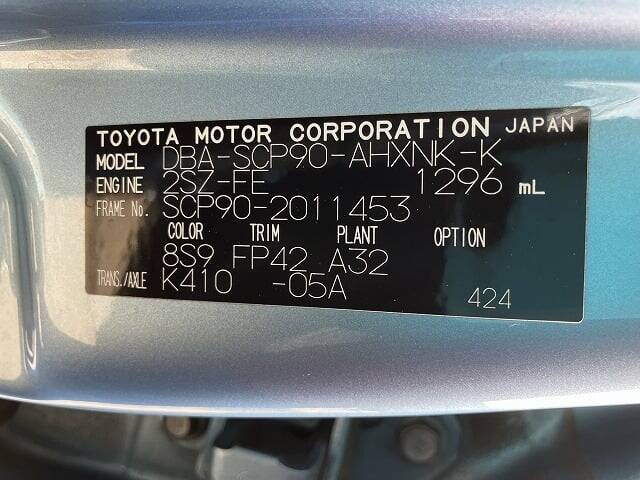 TOYOTA MOTOR CORPORATION JAPAN
MODEL DBA-SCP90-AHXNK-K
ENGINE 2SZ-FE 1296 mL
FRAME No. SCP90-2011453
COLOR TRIM PLANT OPTION
8S9 FP42 A32
TRANS./AXLE K410 -05A 424